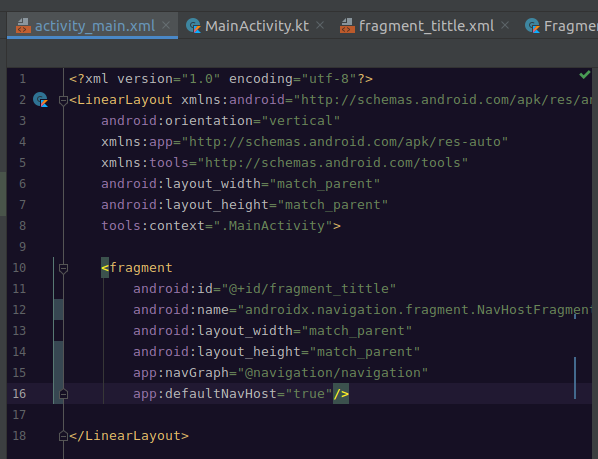 activity_main.xml MainActivity.kt fragment_tittle.xml Fragmen
1 <?xml version="1.0" encoding="utf-8"?>
2 <LinearLayout xmlns:android="http://schemas.android.com/apk/res/an
3 android:orientation="vertical"
4 xmlns:app="http://schemas.android.com/apk/res-auto"
5 xmlns:tools="http://schemas.android.com/tools"
6 android:layout_width="match_parent"
7 android:layout_height="match_parent"
8 tools:context=".MainActivity">
9
10 <fragment
11 android:id="@+id/fragment_tittle"
12 android:name="androidx.navigation.fragment.NavHostFragment
13 android:layout_width="match_parent"
14 android:layout_height="match_parent"
15 app:navGraph="@navigation/navigation"
16 app:defaultNavHost="true"/>
17
18 </LinearLayout>